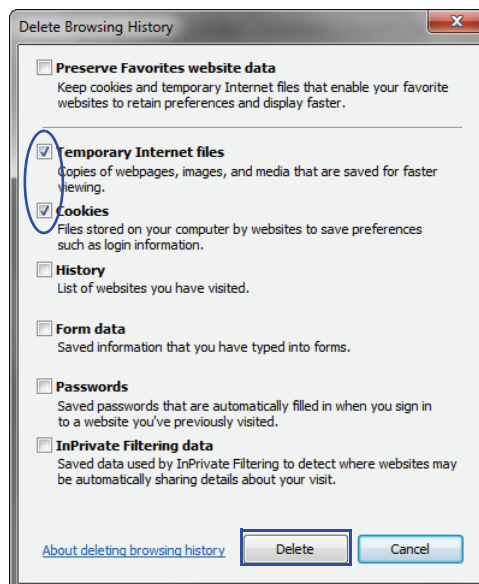 Delete Browsing History
Preserve Favorites website data
Keep cookies and temporary Internet files that enable your favorite
websites to retain preferences and display faster.
Temporary Internet files
Copies of webpages, images, and media that are saved for faster
viewing.
Cookies
Files stored on your computer by websites to save preferences
such as login information.
History
List of websites you have visited.
Form data
Saved information that you have typed into forms.
Passwords
Saved passwords that are automatically filled in when you sign in
to a website you've previously visited.
InPrivate Filtering data
Saved data used by InPrivate Filtering to detect where websites may
be automatically sharing details about your visit.
About deleting browsing history Delete Cancel